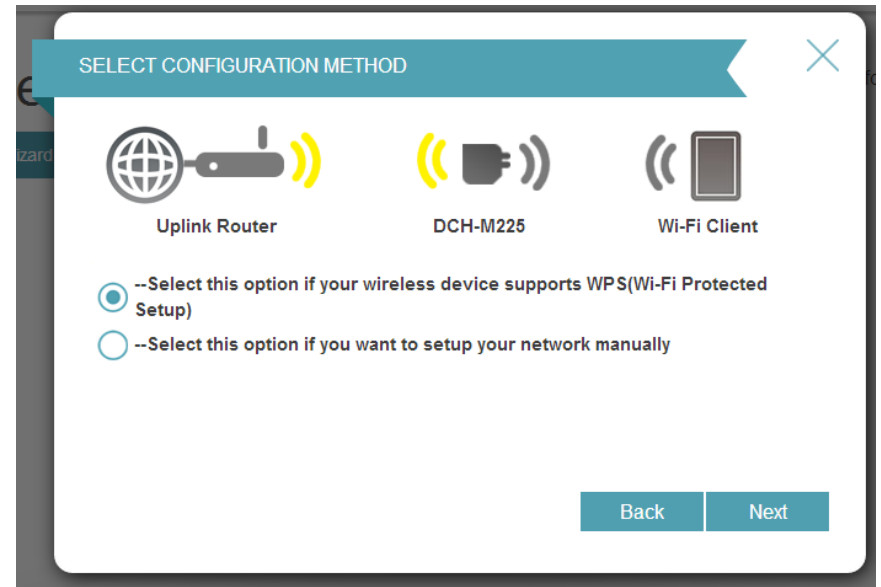 SELECT CONFIGURATION METHOD
izard
Uplink Router
DCH-M225
Wi-Fi Client
--Select this option if your wireless device supports WPS(Wi-Fi Protected
Setup)
--Select this option if you want to setup your network manually
Back
Next